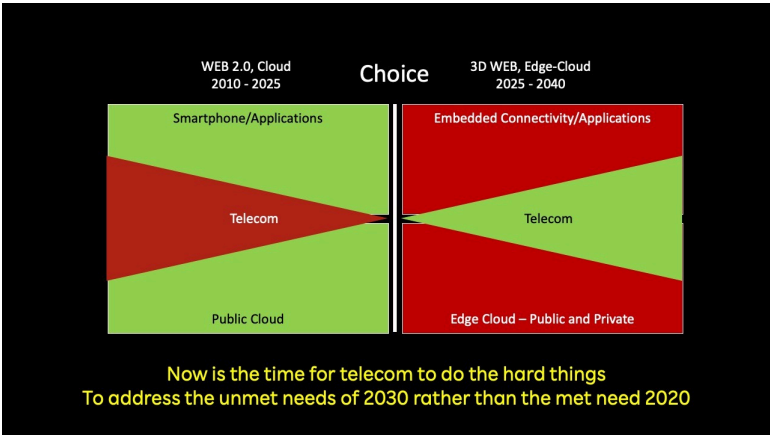 WEB 2.0, Cloud
2010 - 2025
Choice
3D WEB, Edge-Cloud
2025 - 2040
Smartphone/Applications
Telecom
Public Cloud
Embedded Connectivity/Applications
Telecom
Edge Cloud – Public and Private
Now is the time for telecom to do the hard things
To address the unmet needs of 2030 rather than the met need 2020